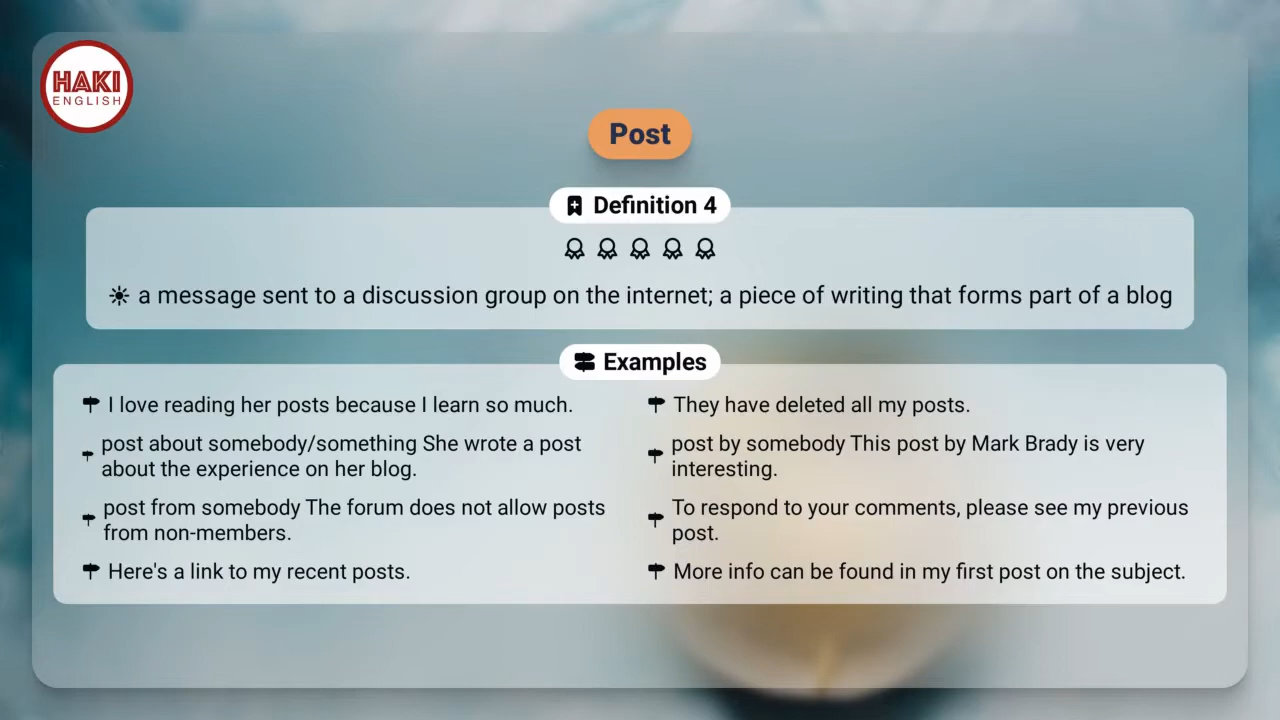 HAKI
ENGLISH
Post
Definition 4
a message sent to a discussion group on the internet; a piece of writing that forms part of a blog
Examples
I love reading her posts because I learn so much.
They have deleted all my posts.
post about somebody/something She wrote a post
about the experience on her blog.
post by somebody This post by Mark Brady is very
interesting.
post from somebody The forum does not allow posts
from non-members.
To respond to your comments, please see my previous
post.
Here's a link to my recent posts.
More info can be found in my first post on the subject.